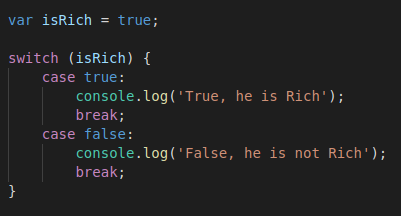 var isRich = true;

switch (isRich) {
    case true:
        console.log('True, he is Rich');
        break;
    case false:
        console.log('False, he is not Rich');
        break;
}